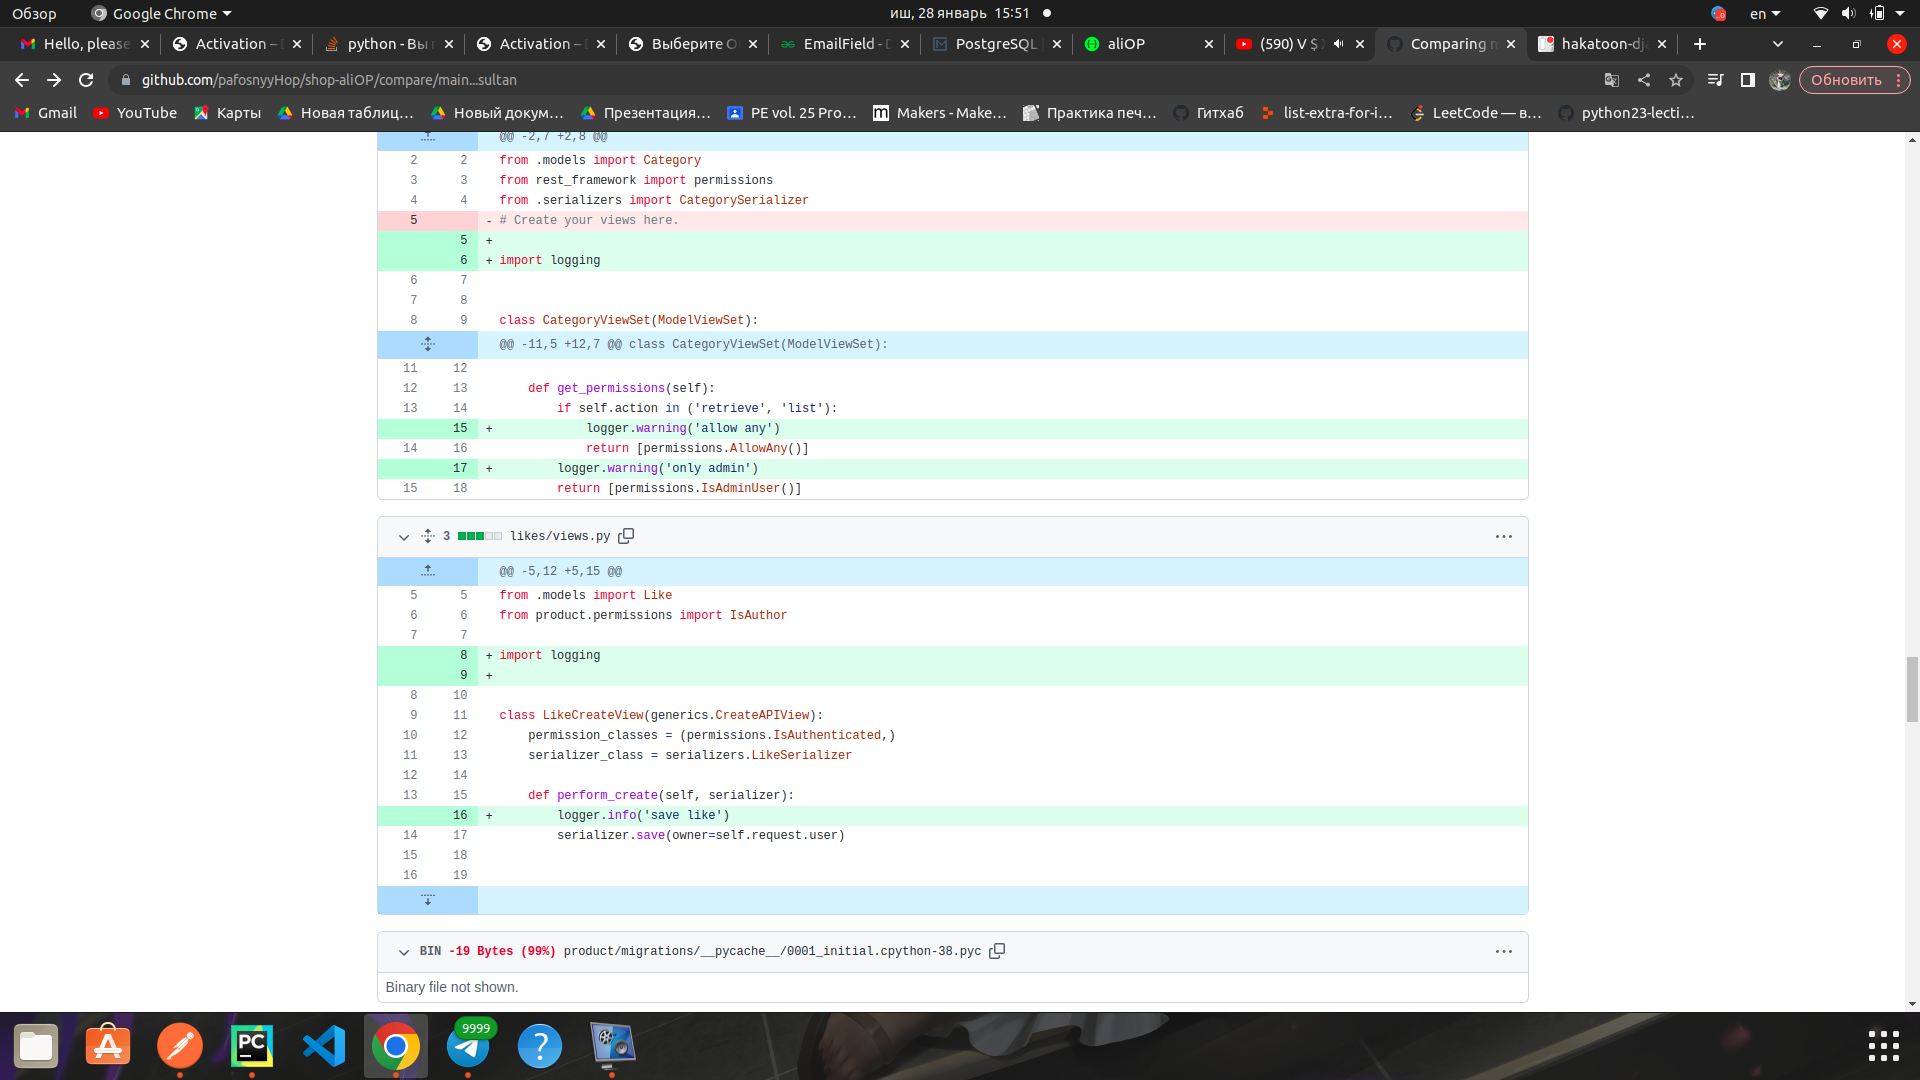 Обзор
Google Chrome
иш, 28 январь 15:51
en
Hello, please
Activation –
python - Вы
Activation –
Выберите О
EmailField - D
PostgreSQL
aliOP
(590) V $
Comparing
hakatoon-dj
github.com/pafosnyyHop/shop-aliOP/compare/main...sultan
Обновить
Gmail
YouTube
Карты
Новая таблиц…
Новый докум…
Презентация…
PE vol. 25 Pro…
Makers - Make…
Практика печ…
Гитхаб
list-extra-for-i…
LeetCode — в…
python23-lecti…
@@ -2,7 +2,8 @@
2 2 from .models import Category
3 3 from rest_framework import permissions
4 4 from .serializers import CategorySerializer
5 - # Create your views here.
5 +
6 + import logging
6 7
7 8
8 9 class CategoryViewSet(ModelViewSet):
@@ -11,5 +12,7 @@ class CategoryViewSet(ModelViewSet):
11 12
12 13 def get_permissions(self):
13 14 if self.action in ('retrieve', 'list'):
15 + logger.warning('allow any')
14 16 return [permissions.AllowAny()]
17 + logger.warning('only admin')
15 18 return [permissions.IsAdminUser()]
3 likes/views.py
@@ -5,12 +5,15 @@
5 5 from .models import Like
6 6 from product.permissions import IsAuthor
7 7
8 + import logging
9 +
8 10
9 11 class LikeCreateView(generics.CreateAPIView):
10 12 permission_classes = (permissions.IsAuthenticated,)
11 13 serializer_class = serializers.LikeSerializer
12 14
13 15 def perform_create(self, serializer):
16 + logger.info('save like')
14 17 serializer.save(owner=self.request.user)
15 18
16 19
BIN -19 Bytes (99%) product/migrations/__pycache__/0001_initial.cpython-38.pyc
Binary file not shown.
PC
9999
?